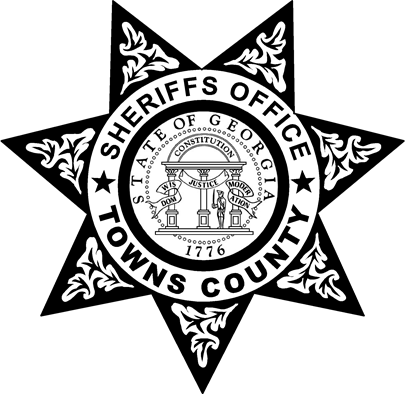 SHERIFFS OFFICE
STATE OF GEORGIA
CONSTITUTION
WIS
DOM
JUSTICE
MODER
ATION
1776
TOWNS COUNTY